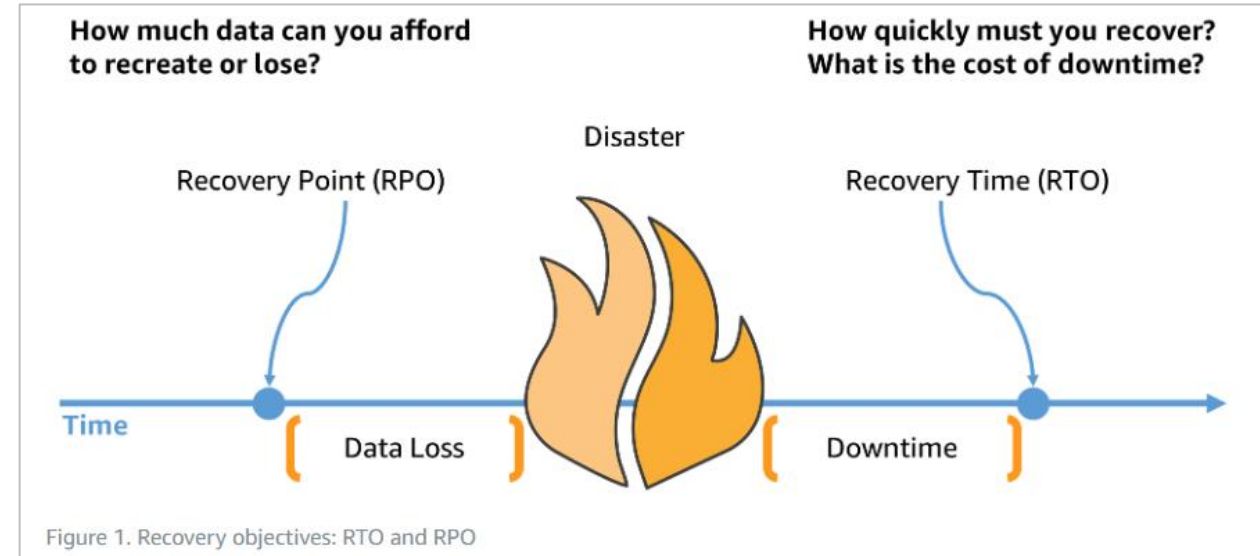 How much data can you afford
to recreate or lose?
How quickly must you recover?
What is the cost of downtime?
Disaster
Recovery Point (RPO)
Recovery Time (RTO)
Time
Data Loss
Downtime
Figure 1. Recovery objectives: RTO and RPO